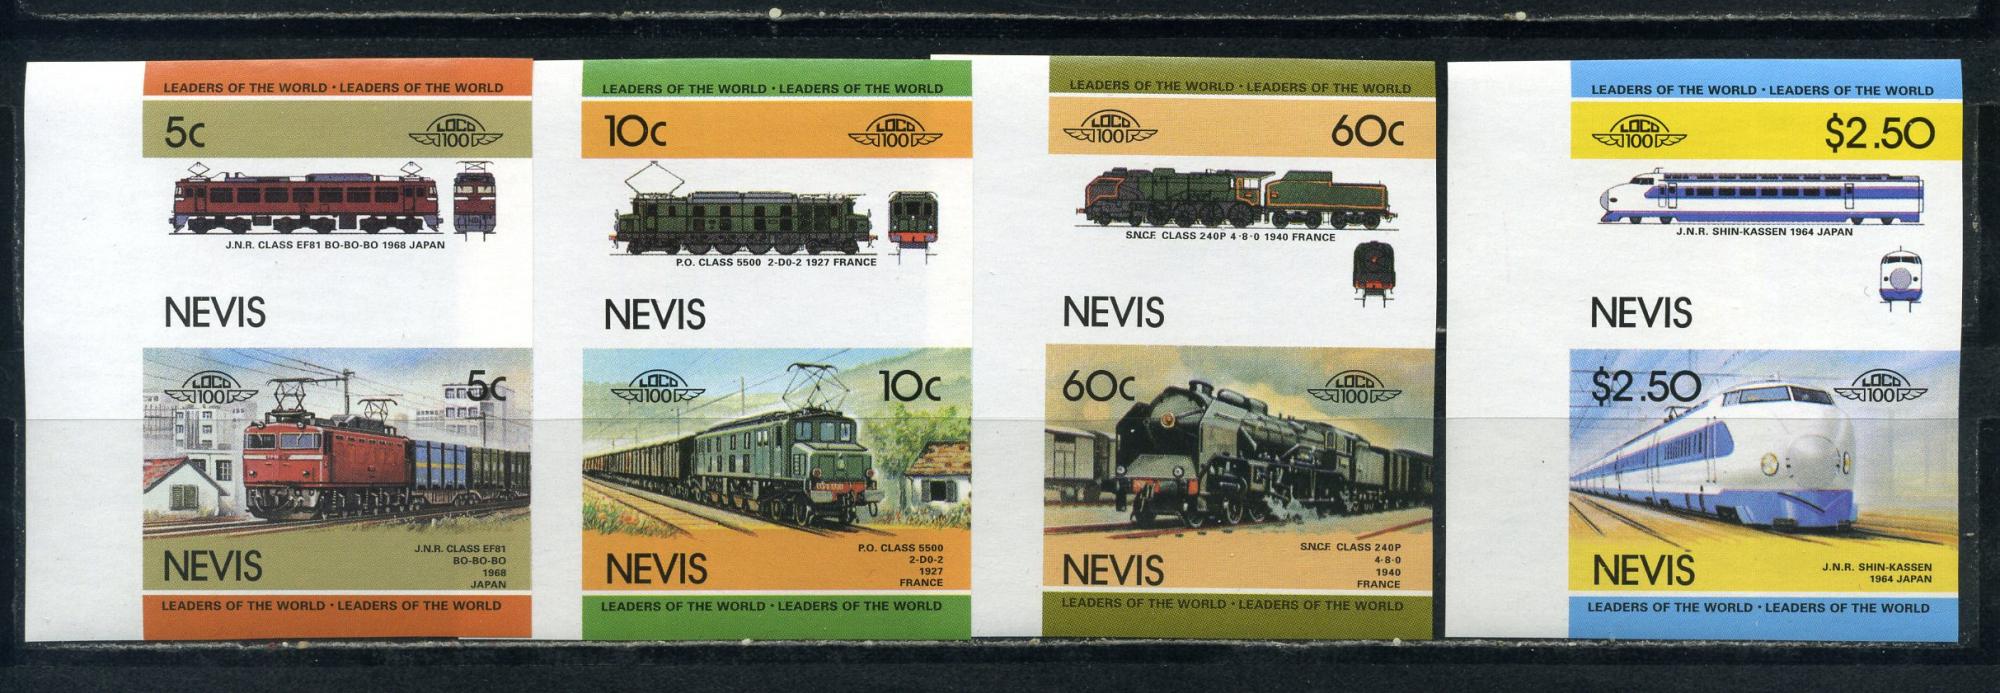 LEADERS OF THE WORLD • LEADERS OF THE WORLD
5c
LOCO
100
J.N.R. CLASS EF81 BO-BO-BO 1968 JAPAN
NEVIS
LOCO
100
5c
NEVIS
J.N.R. CLASS EF81
BO-BO-BO
1968
JAPAN
LEADERS OF THE WORLD • LEADERS OF THE WORLD
LEADERS OF THE WORLD • LEADERS OF THE WORLD
10c
LOCO
100
P.O. CLASS 5500 2-D0-2 1927 FRANCE
NEVIS
LOCO
100
10c
NEVIS
P.O. CLASS 5500
2-D0-2
1927
FRANCE
LEADERS OF THE WORLD • LEADERS OF THE WORLD
LEADERS OF THE WORLD • LEADERS OF THE WORLD
LOCO
100
60c
S.N.C.F. CLASS 240P 4-8-0 1940 FRANCE
NEVIS
60c
LOCO
100
NEVIS
S.N.C.F. CLASS 240P
4-8-0
1940
FRANCE
LEADERS OF THE WORLD • LEADERS OF THE WORLD
LEADERS OF THE WORLD • LEADERS OF THE WORLD
LOCO
100
$2.50
J.N.R. SHIN-KASSEN 1964 JAPAN
NEVIS
$2.50
LOCO
100
NEVIS
J.N.R. SHIN-KASSEN
1964 JAPAN
LEADERS OF THE WORLD • LEADERS OF THE WORLD